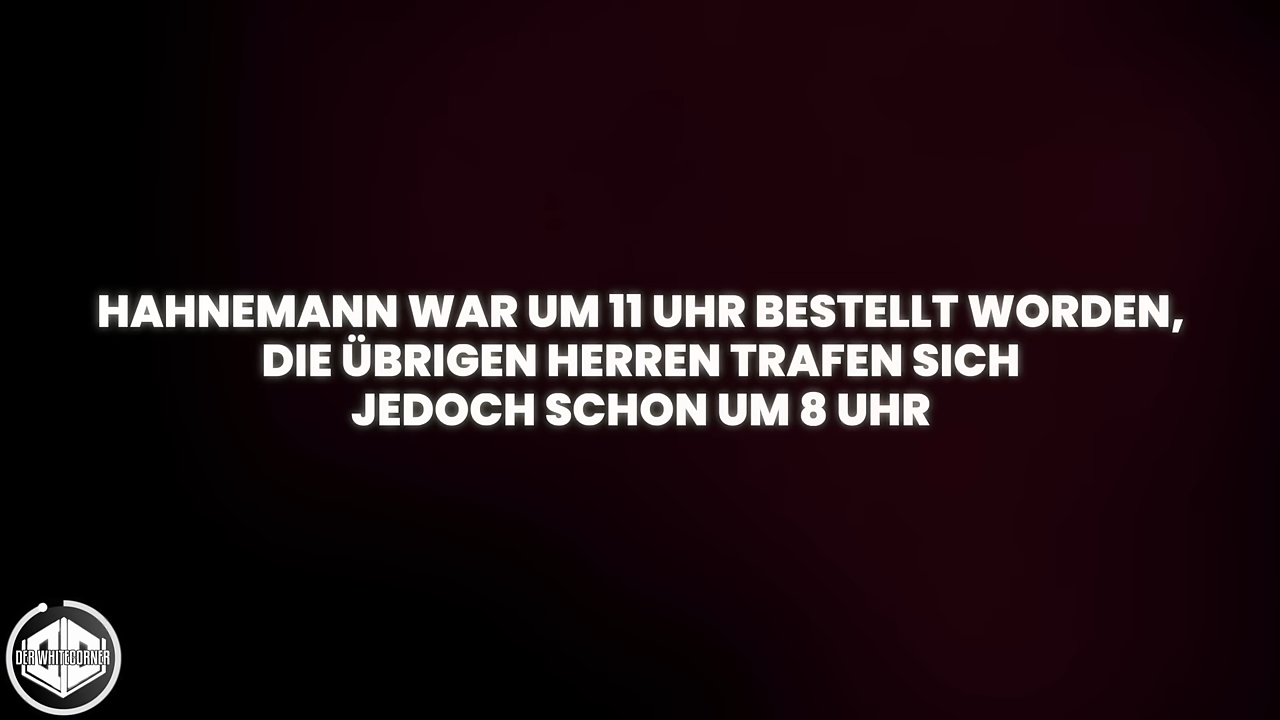 HAHNEMANN WAR UM 11 UHR BESTELLT WORDEN,
DIE ÜBRIGEN HERREN TRAFEN SICH
JEDOCH SCHON UM 8 UHR
DER WHITECORNER